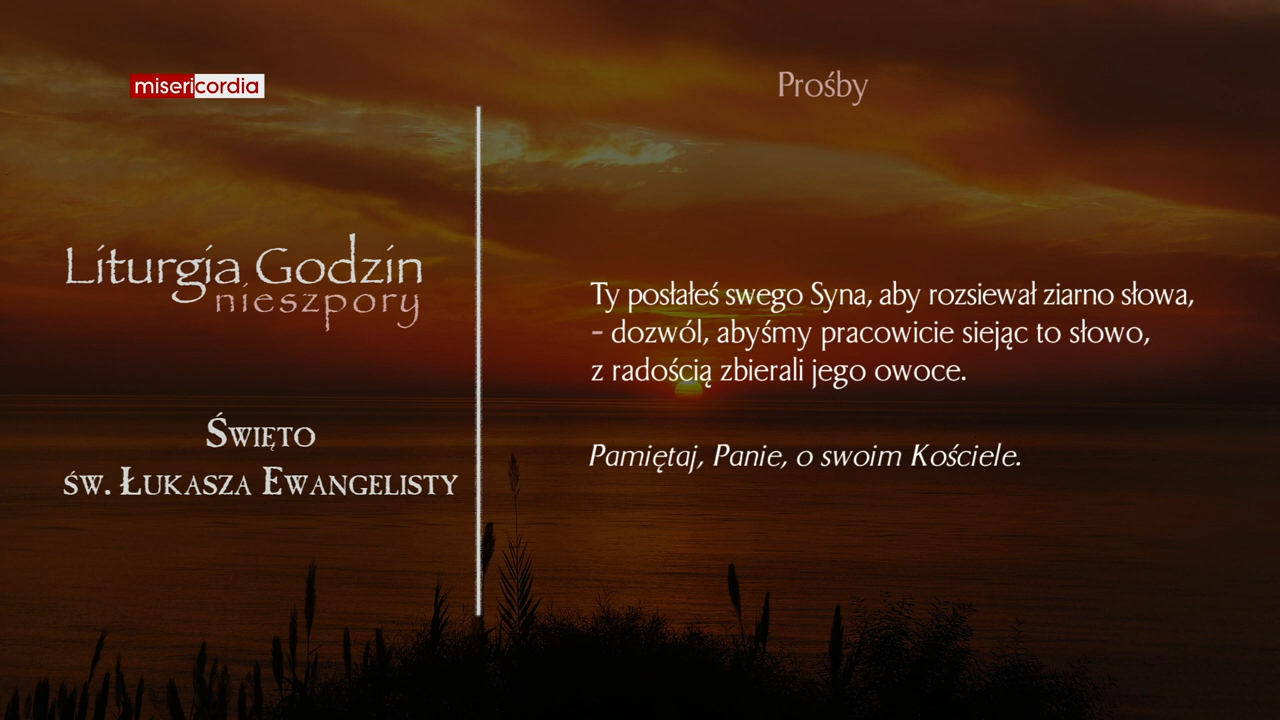 misericordia
Prośby
Liturgia Godzin
nieszpory
Święto
św. Łukasza Ewangelisty
Ty posłałeś swego Syna, aby rozsiewał ziarno słowa,
- dozwól, abyśmy pracowicie siejąc to słowo,
z radością zbierali jego owoce.
Pamiętaj, Panie, o swoim Kościele.